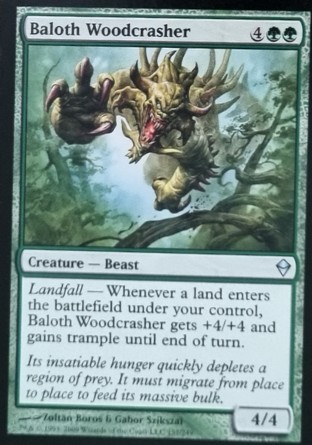 Baloth Woodcrasher 4
Creature — Beast
Landfall — Whenever a land enters
the battlefield under your control,
Baloth Woodcrasher gets +4/+4 and
gains trample until end of turn.
Its insatiable hunger quickly depletes a
region of prey. It must migrate from place
to place to feed its massive bulk.
Zoltan Boros & Gabor Szikszai
4/4